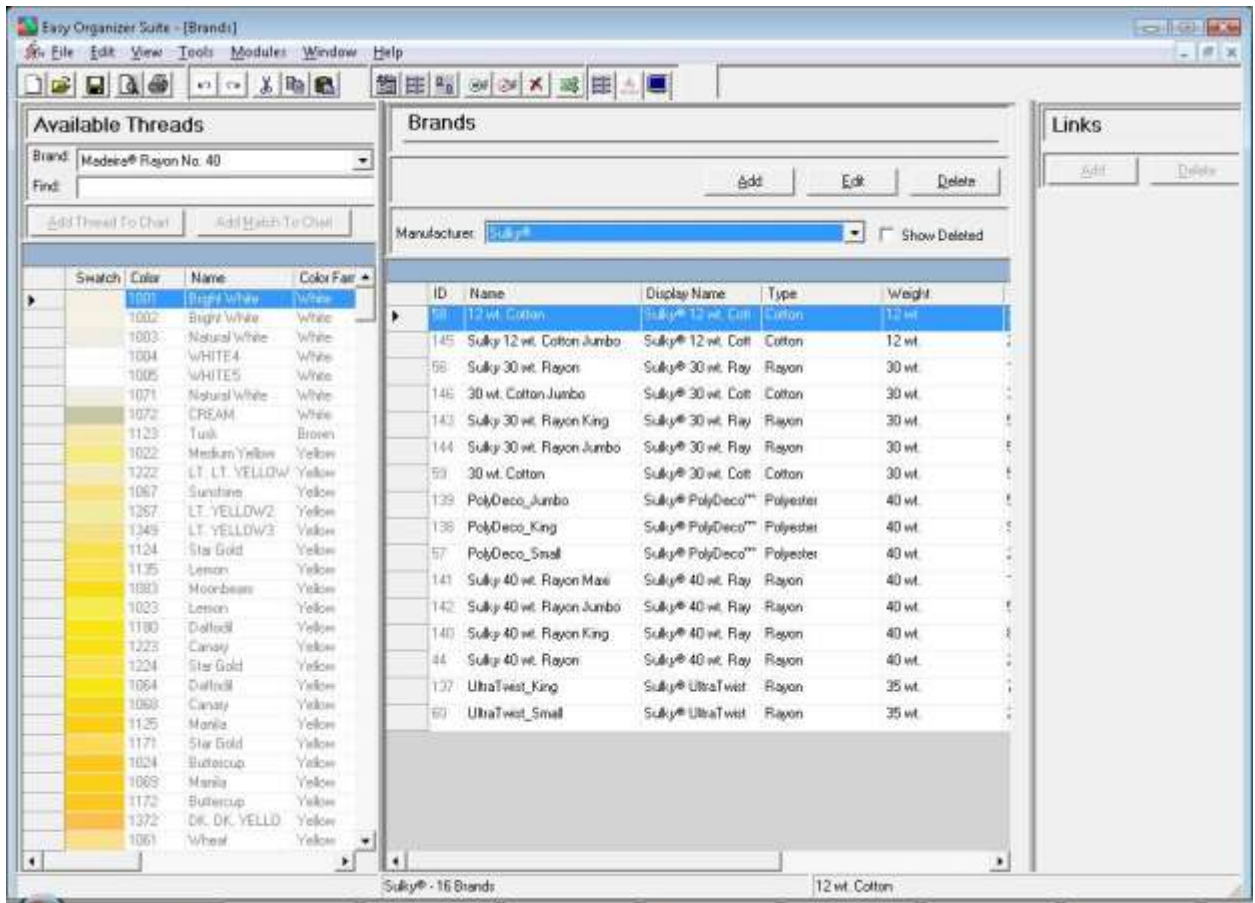 Easy Organizer Suite - [Brands]
File Edit View Tools Modules Window Help
Available Threads
Brand: Madeira® Rayon No. 40
Find:
Add Thread To Chart Add Match To Chart
Swatch Color Name Color Fam
1001 Bright White White
1002 Bright White White
1003 Natural White White
1004 WHITE4 White
1005 WHITE5 White
1071 Natural White White
1072 CREAM White
1123 Tusk Brown
1022 Medium Yellow Yellow
1222 LT. LT. YELLOW Yellow
1067 Sunshine Yellow
1267 LT. YELLOW2 Yellow
1349 LT. YELLOW3 Yellow
1124 Star Gold Yellow
1135 Lemon Yellow
1083 Moonbeam Yellow
1023 Lemon Yellow
1180 Daffodil Yellow
1223 Canary Yellow
1224 Star Gold Yellow
1064 Daffodil Yellow
1068 Canary Yellow
1125 Manila Yellow
1171 Star Gold Yellow
1024 Buttercup Yellow
1069 Manila Yellow
1172 Buttercup Yellow
1372 DK. DK. YELLO Yellow
1061 Wheat Yellow
Brands
Add Edit Delete
Manufacturer: Sulky® Show Deleted
ID Name Display Name Type Weight
58 12 wt. Cotton Sulky® 12 wt. Cott Cotton 12 wt.
145 Sulky 12 wt. Cotton Jumbo Sulky® 12 wt. Cott Cotton 12 wt.
56 Sulky 30 wt. Rayon Sulky® 30 wt. Ray Rayon 30 wt.
146 30 wt. Cotton Jumbo Sulky® 30 wt. Cott Cotton 30 wt.
143 Sulky 30 wt. Rayon King Sulky® 30 wt. Ray Rayon 30 wt.
144 Sulky 30 wt. Rayon Jumbo Sulky® 30 wt. Ray Rayon 30 wt.
59 30 wt. Cotton Sulky® 30 wt. Cott Cotton 30 wt.
139 PolyDeco_Jumbo Sulky® PolyDeco™ Polyester 40 wt.
138 PolyDeco_King Sulky® PolyDeco™ Polyester 40 wt.
57 PolyDeco_Small Sulky® PolyDeco™ Polyester 40 wt.
141 Sulky 40 wt. Rayon Maxi Sulky® 40 wt. Ray Rayon 40 wt.
142 Sulky 40 wt. Rayon Jumbo Sulky® 40 wt. Ray Rayon 40 wt.
140 Sulky 40 wt. Rayon King Sulky® 40 wt. Ray Rayon 40 wt.
44 Sulky 40 wt. Rayon Sulky® 40 wt. Ray Rayon 40 wt.
137 UltraTwist_King Sulky® UltraTwist Rayon 35 wt.
60 UltraTwist_Small Sulky® UltraTwist Rayon 35 wt.
Links
Add Delete
Sulky® - 16 Brands 12 wt. Cotton